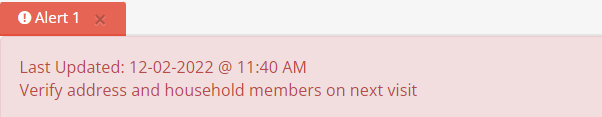 Alert 1
Last Updated: 12-02-2022 @ 11:40 AM
Verify address and household members on next visit